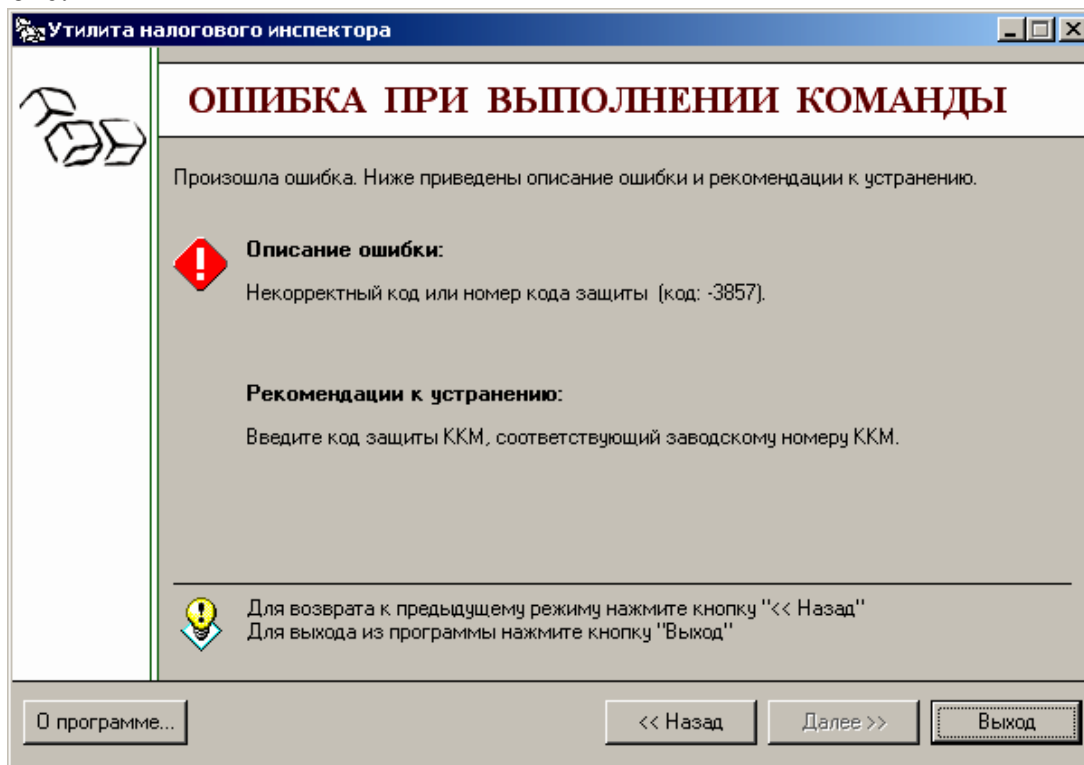 Утилита налогового инспектора
ОШИБКА ПРИ ВЫПОЛНЕНИИ КОМАНДЫ
Произошла ошибка. Ниже приведены описание ошибки и рекомендации к устранению.
Описание ошибки:
Некорректный код или номер кода защиты (код: -3857).
Рекомендации к устранению:
Введите код защиты ККМ, соответствующий заводскому номеру ККМ.
Для возврата к предыдущему режиму нажмите кнопку "<< Назад"
Для выхода из программы нажмите кнопку "Выход"
О программе...
<< Назад
Далее >>
Выход